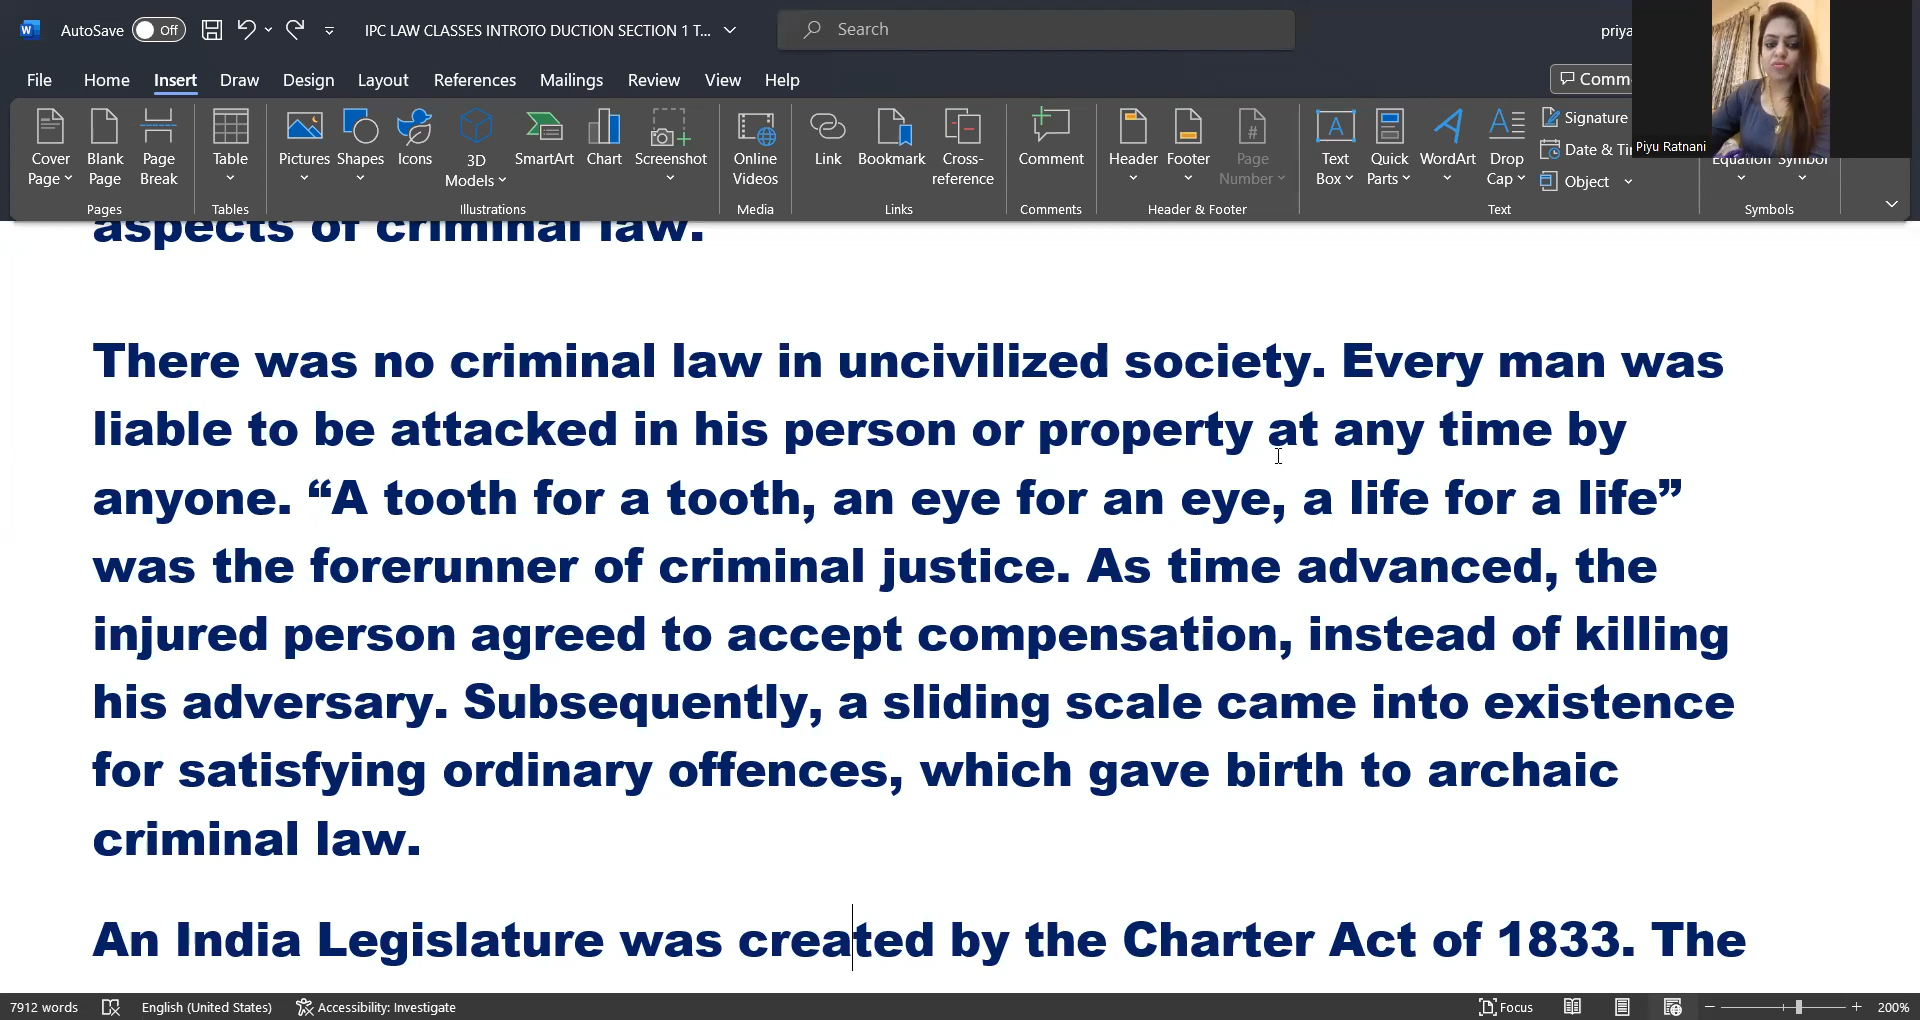 AutoSave Off IPC LAW CLASSES INTROTO DUCTION SECTION 1 T... Search priya
File Home Insert Draw Design Layout References Mailings Review View Help Comm
Cover Page Blank Page Page Break Table Pictures Shapes Icons 3D Models SmartArt Chart Screenshot Online Videos Link Bookmark Cross-reference Comment Header Footer Page Number Text Box Quick Parts WordArt Drop Cap Signature Date & Ti Object Equation Symbol
Piyu Ratnani
Pages Tables Illustrations Media Links Comments Header & Footer Text Symbols
aspects of criminal law.
There was no criminal law in uncivilized society. Every man was
liable to be attacked in his person or property at any time by
anyone. “A tooth for a tooth, an eye for an eye, a life for a life”
was the forerunner of criminal justice. As time advanced, the
injured person agreed to accept compensation, instead of killing
his adversary. Subsequently, a sliding scale came into existence
for satisfying ordinary offences, which gave birth to archaic
criminal law.
An India Legislature was created by the Charter Act of 1833. The
7912 words English (United States) Accessibility: Investigate Focus 200%